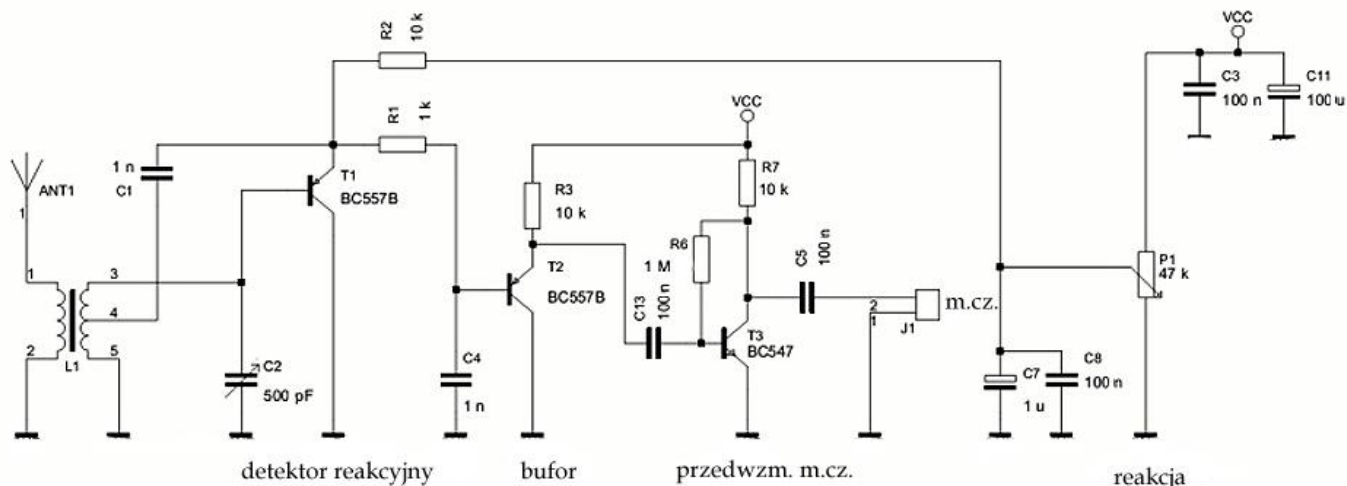 R2
10 k
R1
1 k
VCC
C3
100 n
C11
100 u
VCC
ANT1
1
1 n
C1
T1
BC557B
R3
10 k
R7
10 k
R6
1 M
C5
100 n
P1
47 k
1
3
4
2
5
L1
T2
BC557B
C13
100 n
2
1
J1
m.cz.
T3
BC547
C2
500 pF
C4
1 n
C7
1 u
C8
100 n
detektor reakcyjny
bufor
przedwzm. m.cz.
reakcja